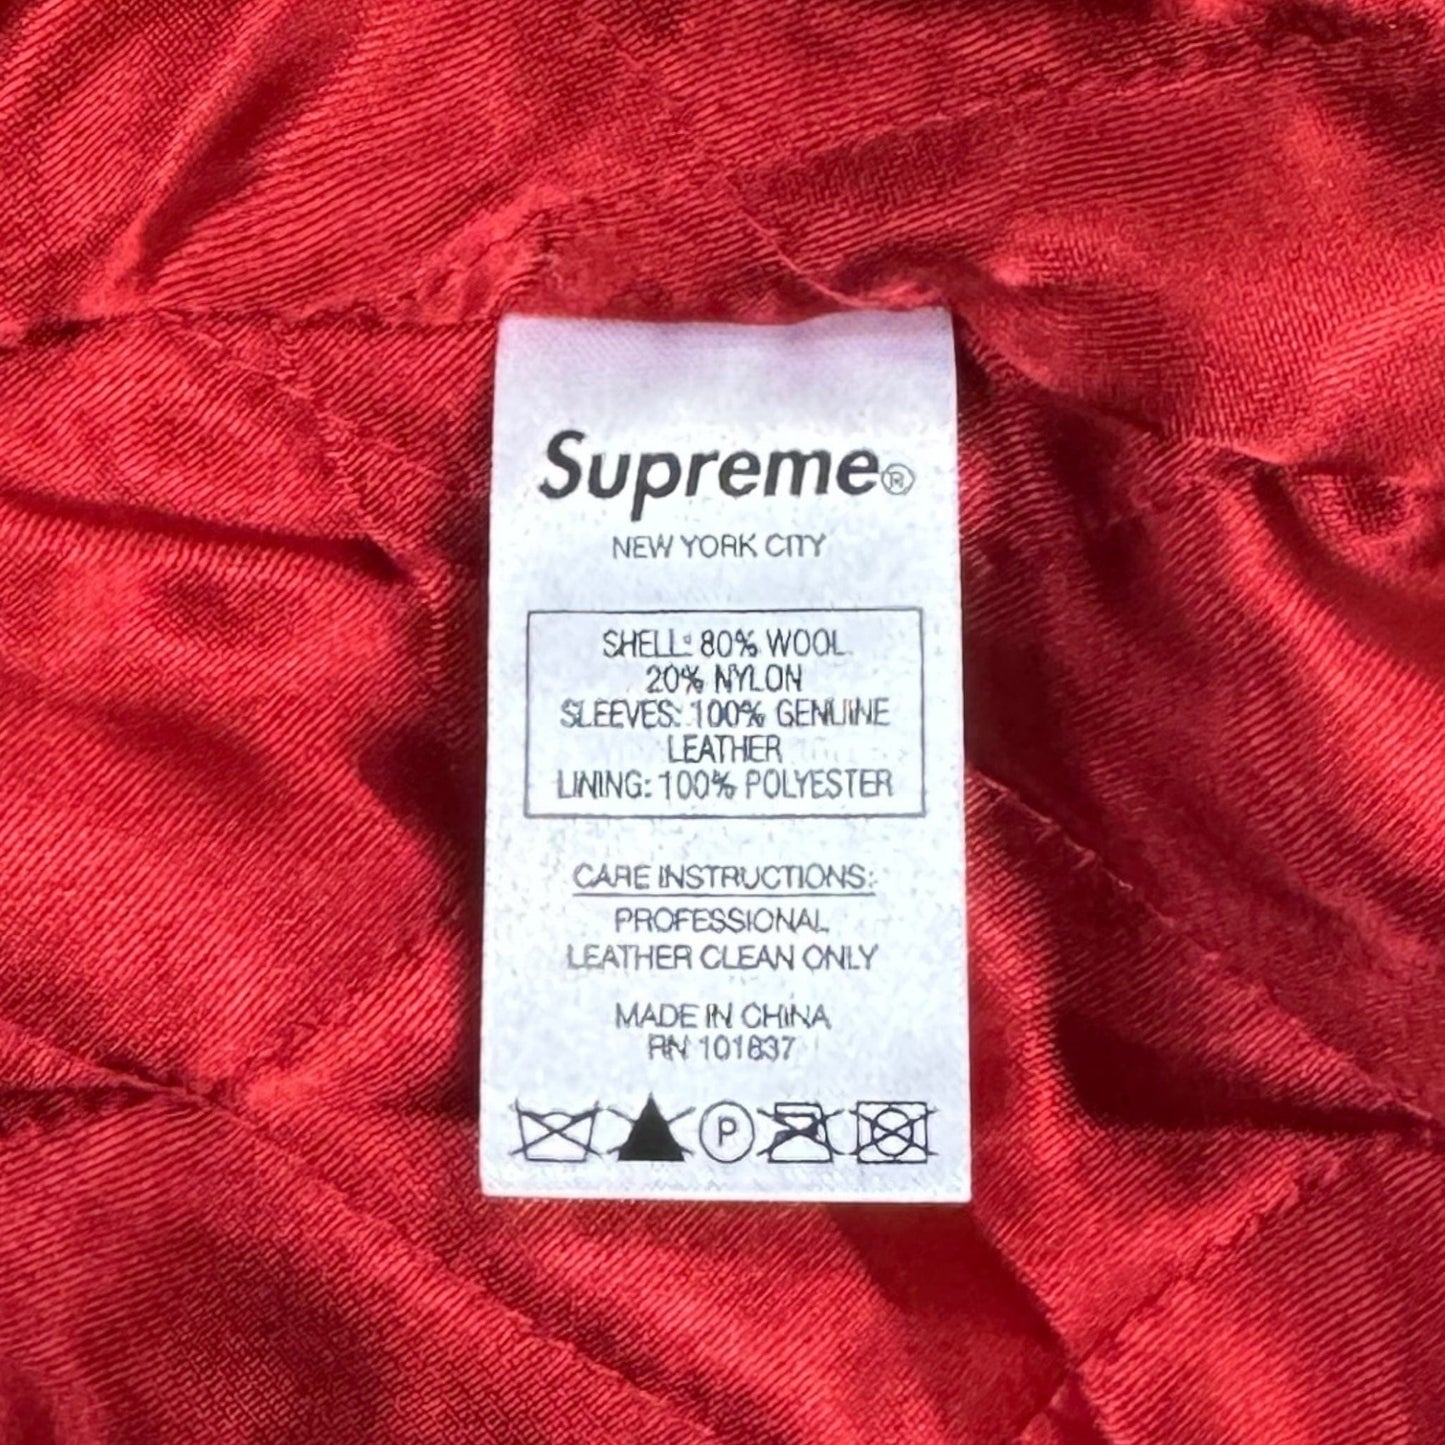 Supreme®
NEW YORK CITY
SHELL: 80% WOOL
20% NYLON
SLEEVES: 100% GENUINE
LEATHER
LINING: 100% POLYESTER
CARE INSTRUCTIONS:
PROFESSIONAL
LEATHER CLEAN ONLY
MADE IN CHINA
RN 101837
P